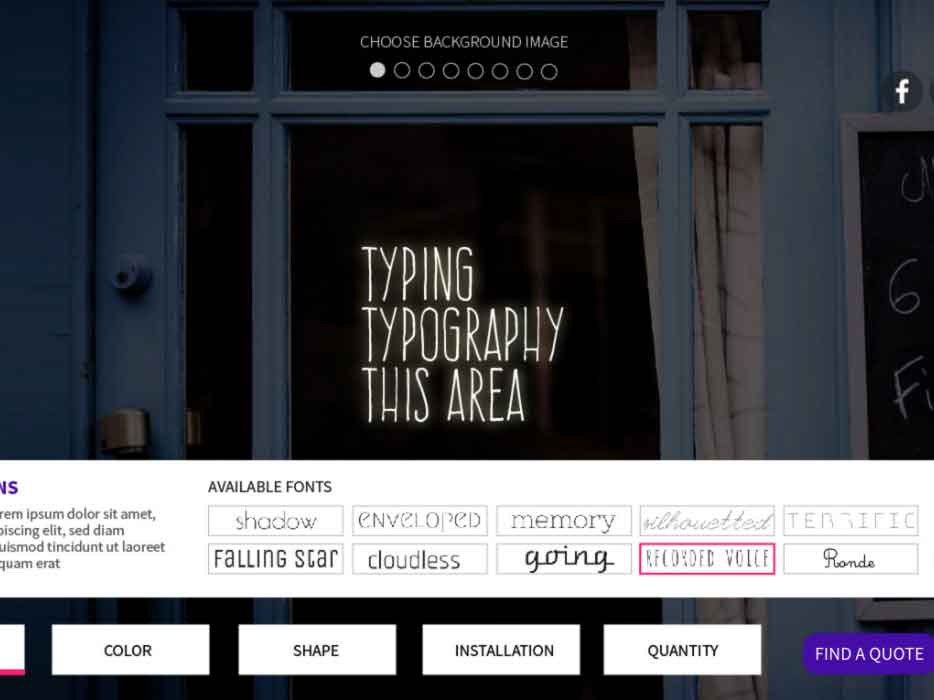 CHOOSE BACKGROUND IMAGE
f
TYPING
TYPOGRAPHY
THIS AREA
6
Fi
NS
AVAILABLE FONTS
rem ipsum dolor sit amet,
piscing elit, sed diam
uismod tincidunt ut laoreet
quam erat
shadow
ENVELOPED
memory
silhouetted
TERRIFIC
Falling Star
cloudless
going
RECORDED VOICE
Ronde
COLOR
SHAPE
INSTALLATION
QUANTITY
FIND A QUOTE